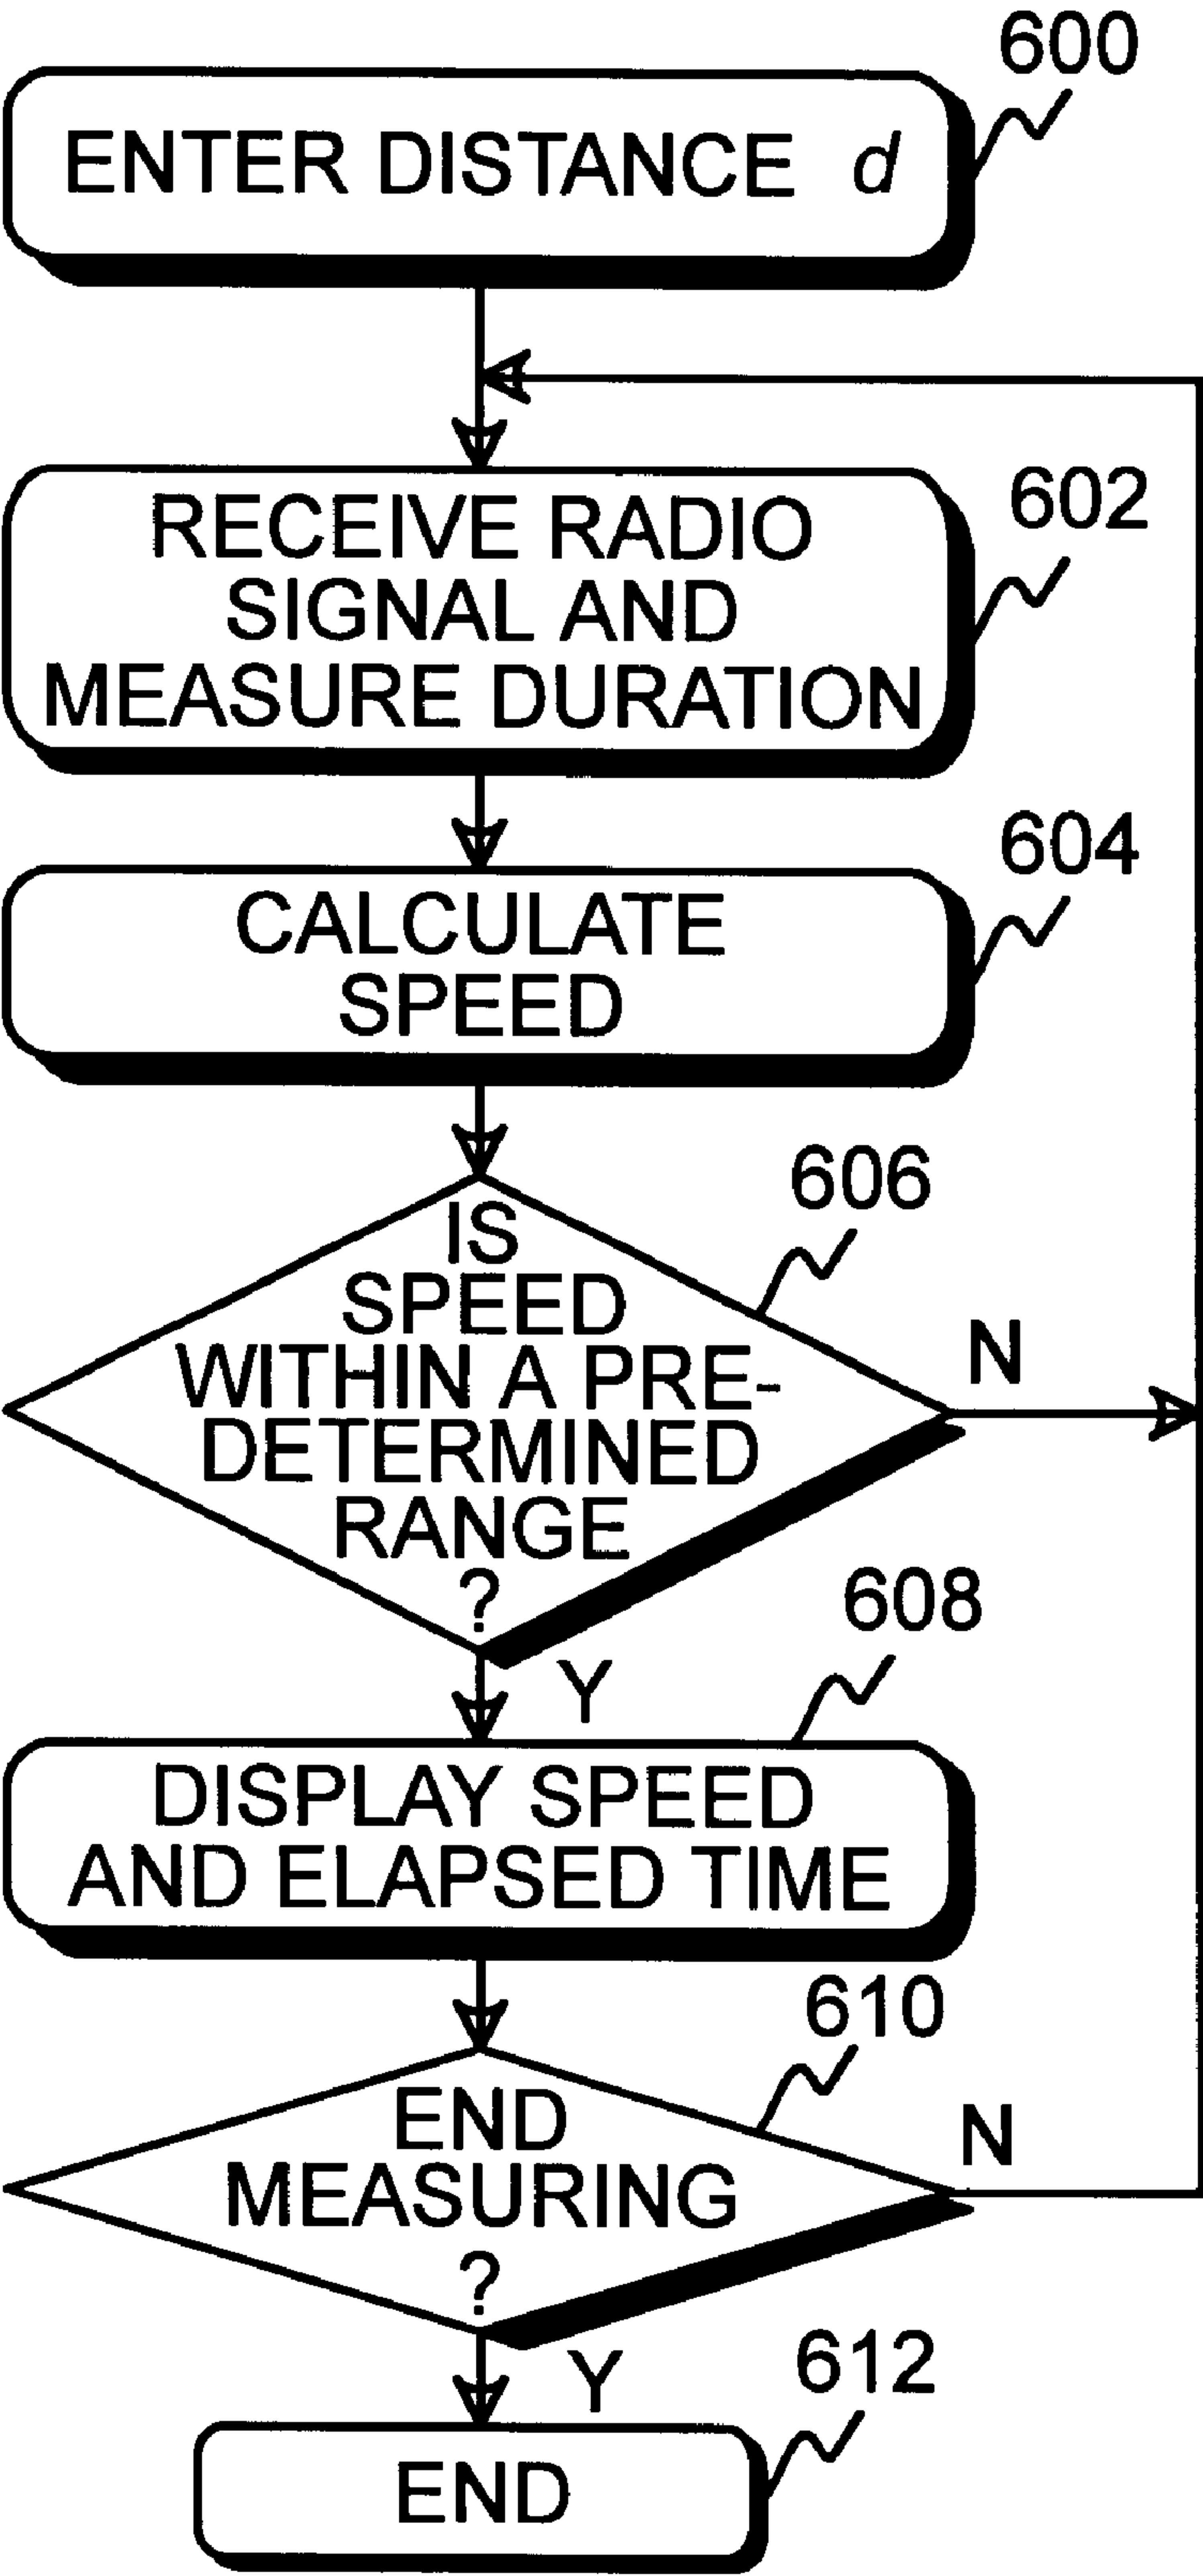 600
ENTER DISTANCE d
602
RECEIVE RADIO
SIGNAL AND
MEASURE DURATION
604
CALCULATE
SPEED
606
IS
SPEED
WITHIN A PRE-
DETERMINED
RANGE
?
N
Y
608
DISPLAY SPEED
AND ELAPSED TIME
610
END
MEASURING
?
N
Y
612
END